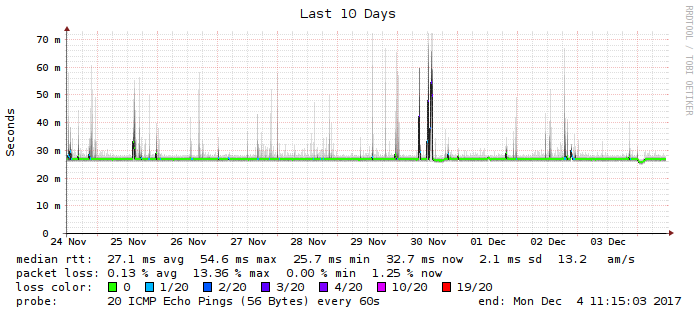 Last 10 Days
RRDTOOL / TOBI OETIKER
Seconds
70 m
60 m
50 m
40 m
30 m
20 m
10 m
0
24 Nov 25 Nov 26 Nov 27 Nov 28 Nov 29 Nov 30 Nov 01 Dec 02 Dec 03 Dec
median rtt: 27.1 ms avg 54.6 ms max 25.7 ms min 32.7 ms now 2.1 ms sd 13.2 am/s
packet loss: 0.13 % avg 13.36 % max 0.00 % min 1.25 % now
loss color: 0 1/20 2/20 3/20 4/20 10/20 19/20
probe: 20 ICMP Echo Pings (56 Bytes) every 60s end: Mon Dec 4 11:15:03 2017